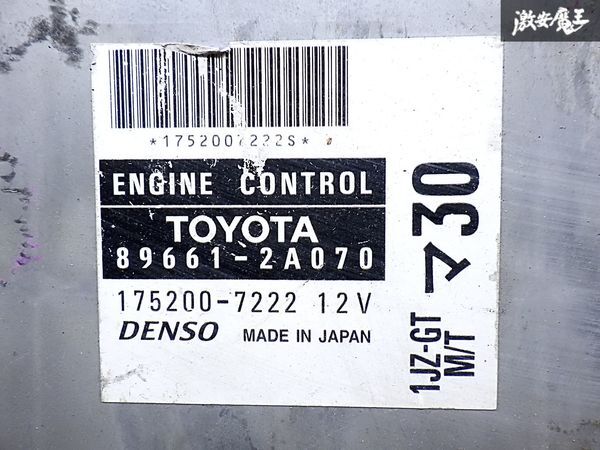 激安魔王
*1752007222S*
ENGINE CONTROL
TOYOTA
89661-2A070
175200-7222 12V
DENSO MADE IN JAPAN
マ30
1JZ-GT
M/T